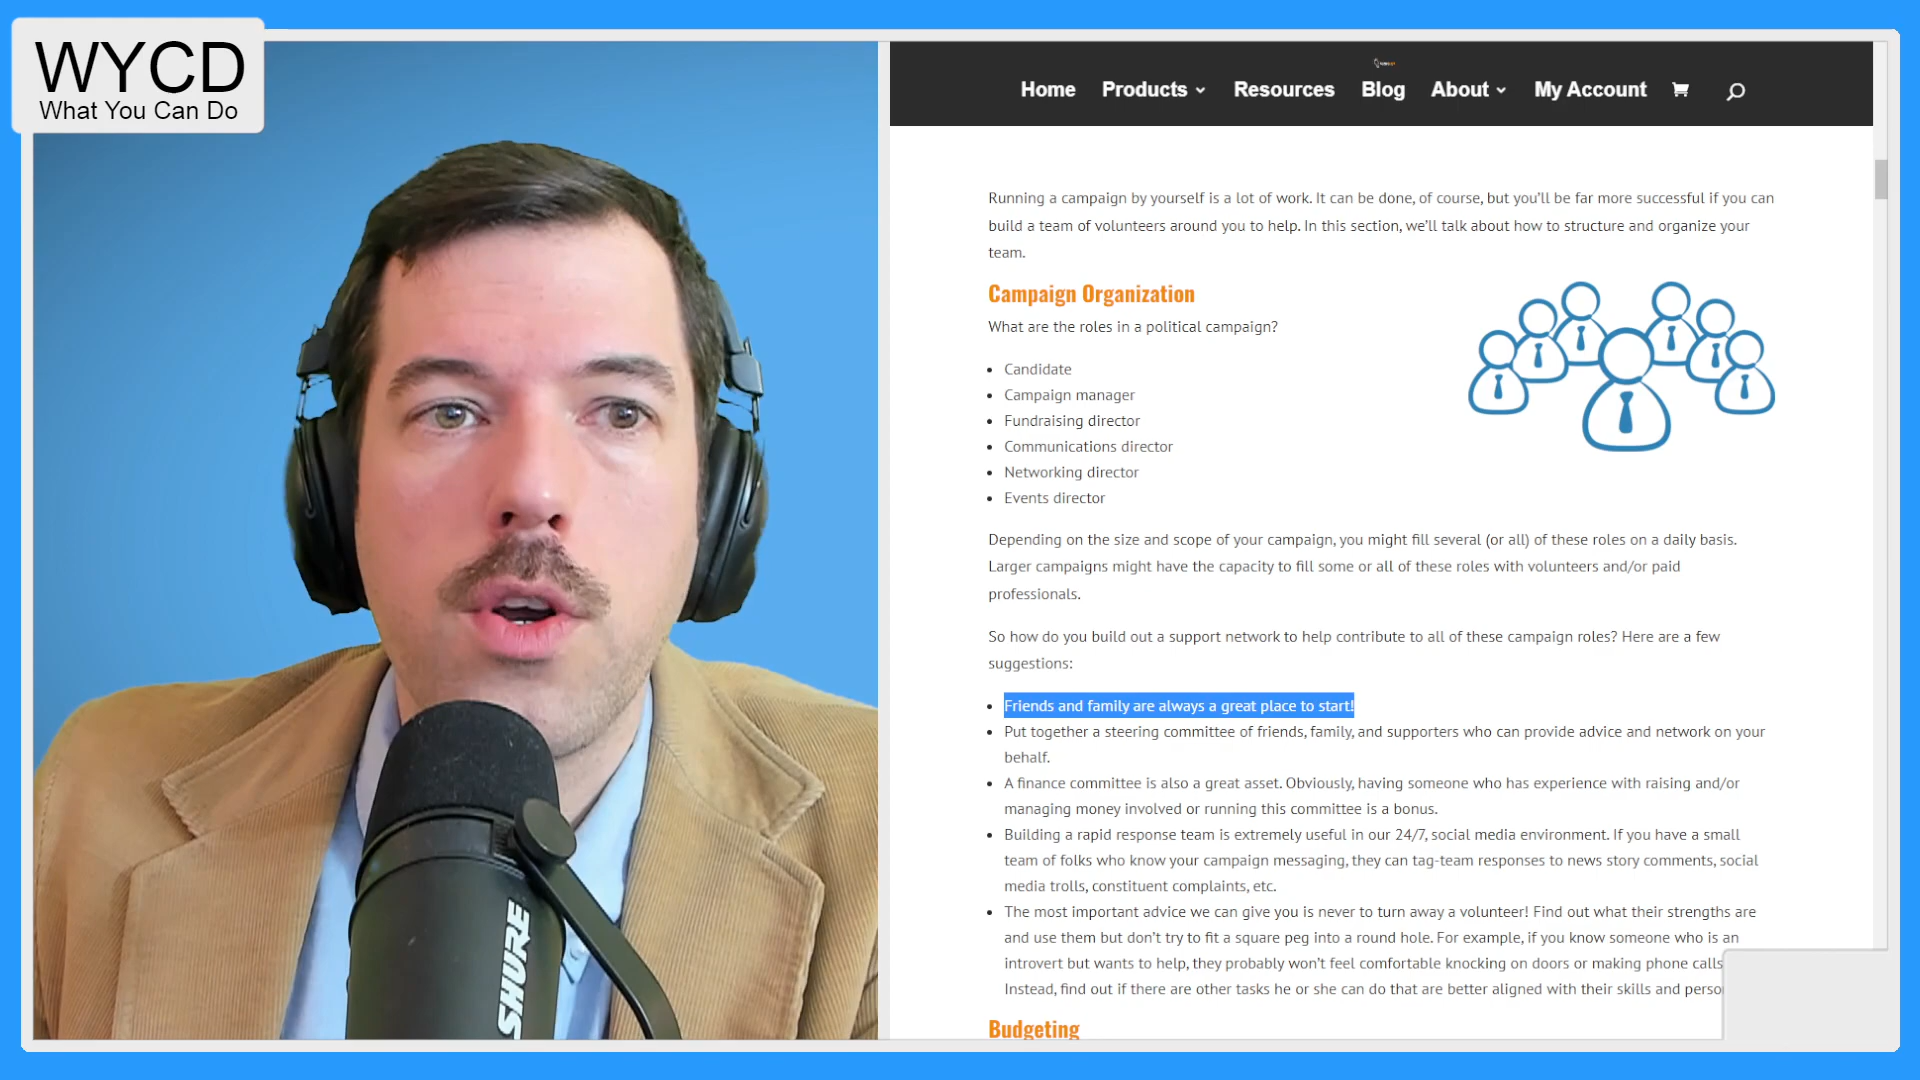 WYCD
What You Can Do
Home Products Resources Blog About My Account
Running a campaign by yourself is a lot of work. It can be done, of course, but you’ll be far more successful if you can
build a team of volunteers around you to help. In this section, we’ll talk about how to structure and organize your
team.
Campaign Organization
What are the roles in a political campaign?
Candidate
Campaign manager
Fundraising director
Communications director
Networking director
Events director
Depending on the size and scope of your campaign, you might fill several (or all) of these roles on a daily basis.
Larger campaigns might have the capacity to fill some or all of these roles with volunteers and/or paid
professionals.
So how do you build out a support network to help contribute to all of these campaign roles? Here are a few
suggestions:
Friends and family are always a great place to start!
Put together a steering committee of friends, family, and supporters who can provide advice and network on your
behalf.
A finance committee is also a great asset. Obviously, having someone who has experience with raising and/or
managing money involved or running this committee is a bonus.
Building a rapid response team is extremely useful in our 24/7, social media environment. If you have a small
team of folks who know your campaign messaging, they can tag-team responses to news story comments, social
media trolls, constituent complaints, etc.
The most important advice we can give you is never to turn away a volunteer! Find out what their strengths are
and use them but don’t try to fit a square peg into a round hole. For example, if you know someone who is an
introvert but wants to help, they probably won’t feel comfortable knocking on doors or making phone calls
Instead, find out if there are other tasks he or she can do that are better aligned with their skills and perso
Budgeting
SHURE